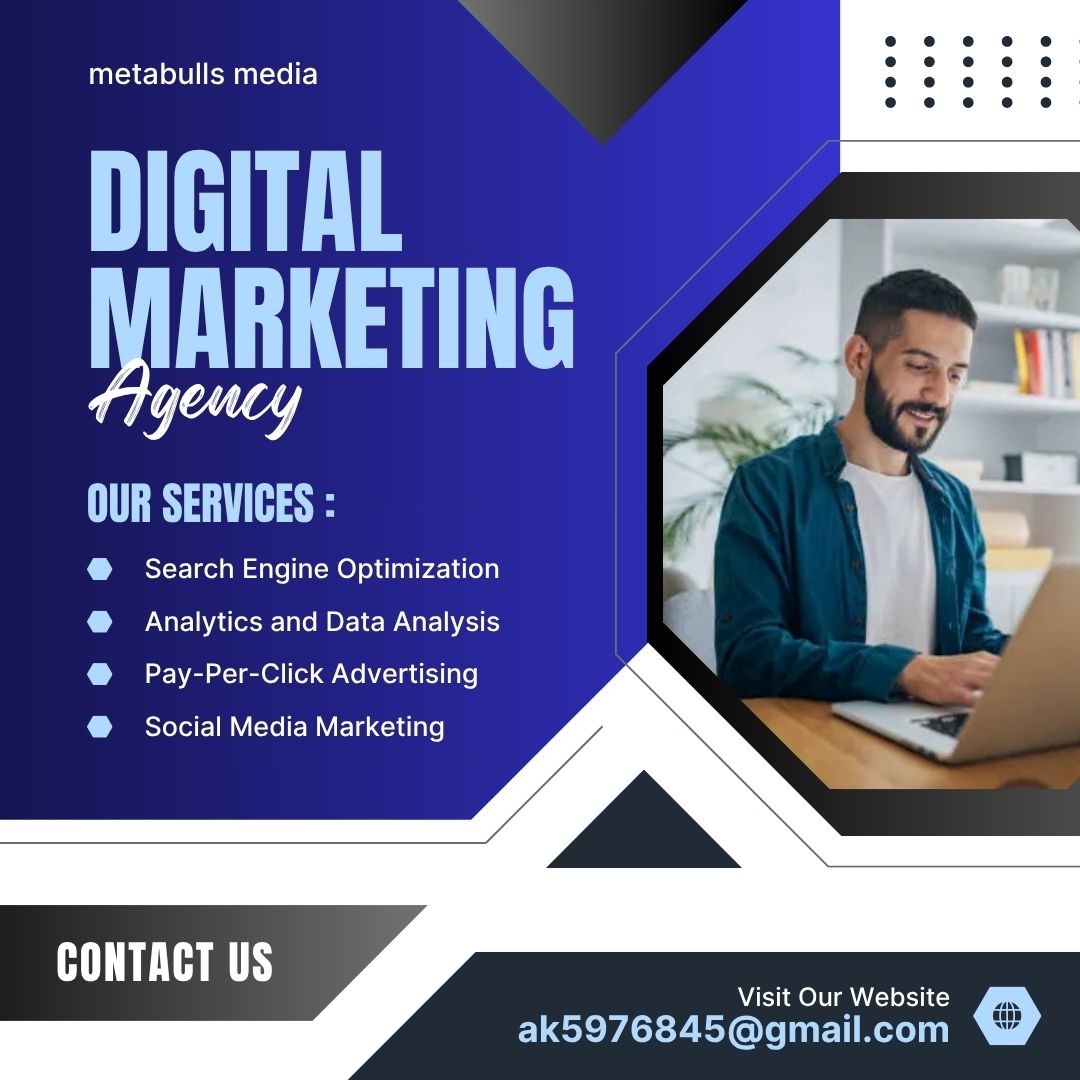 metabulls media
DIGITAL
MARKETING
Agency
OUR SERVICES :
Search Engine Optimization
Analytics and Data Analysis
Pay-Per-Click Advertising
Social Media Marketing
CONTACT US
Visit Our Website
ak5976845@gmail.com